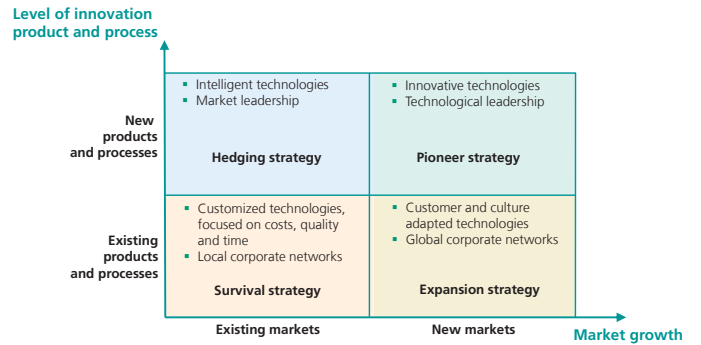 Level of innovation
product and process
▪ Intelligent technologies
▪ Market leadership
Hedging strategy
▪ Innovative technologies
▪ Technological leadership
Pioneer strategy
New
products
and processes
▪ Customized technologies,
focused on costs, quality
and time
▪ Local corporate networks
Survival strategy
▪ Customer and culture
adapted technologies
▪ Global corporate networks
Expansion strategy
Existing
products
and processes
Existing markets
New markets
Market growth